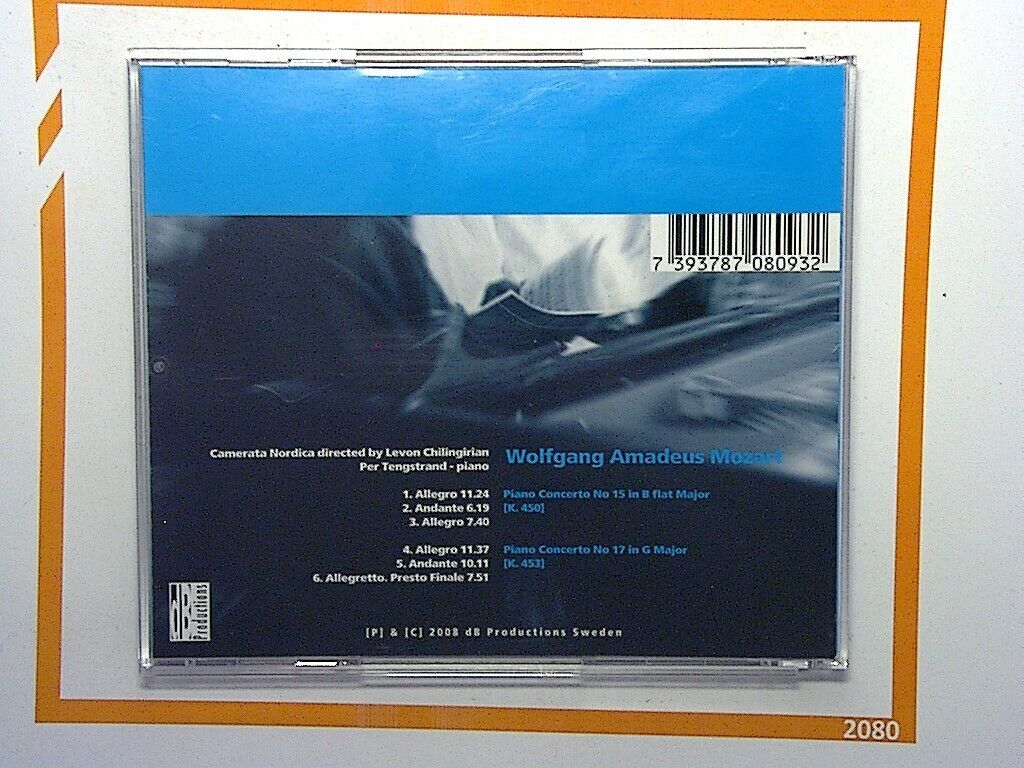 7 393787 080932
Camerata Nordica directed by Levon Chilingirian
Per Tengstrand - piano
Wolfgang Amadeus Mozart
1. Allegro 11.24
2. Andante 6.19
3. Allegro 7.40
Piano Concerto No 15 in B flat Major
[K. 450]
4. Allegro 11.37
5. Andante 10.11
6. Allegretto. Presto Finale 7.51
Piano Concerto No 17 in G Major
[K. 453]
dB Productions
[P] & [C] 2008 dB Productions Sweden
2080